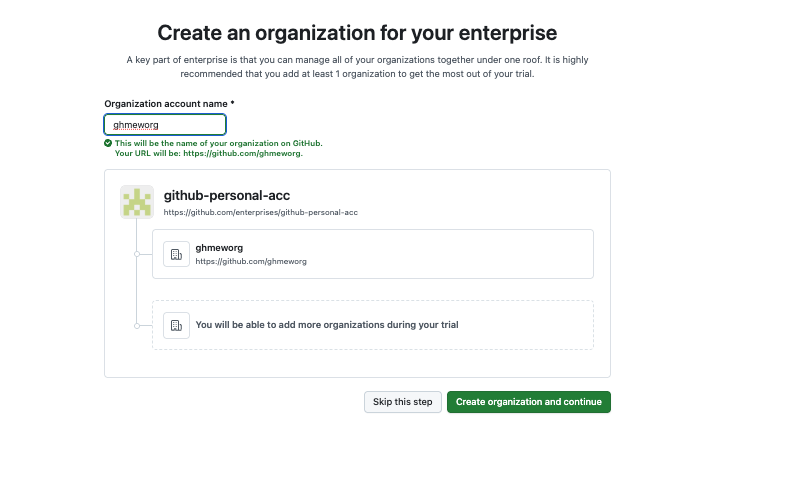 Create an organization for your enterprise
A key part of enterprise is that you can manage all of your organizations together under one roof. It is highly
recommended that you add at least 1 organization to get the most out of your trial.
Organization account name *
ghmeworg
This will be the name of your organization on GitHub.
Your URL will be: https://github.com/ghmeworg.
github-personal-acc
https://github.com/enterprises/github-personal-acc
ghmeworg
https://github.com/ghmeworg
You will be able to add more organizations during your trial
Skip this step
Create organization and continue